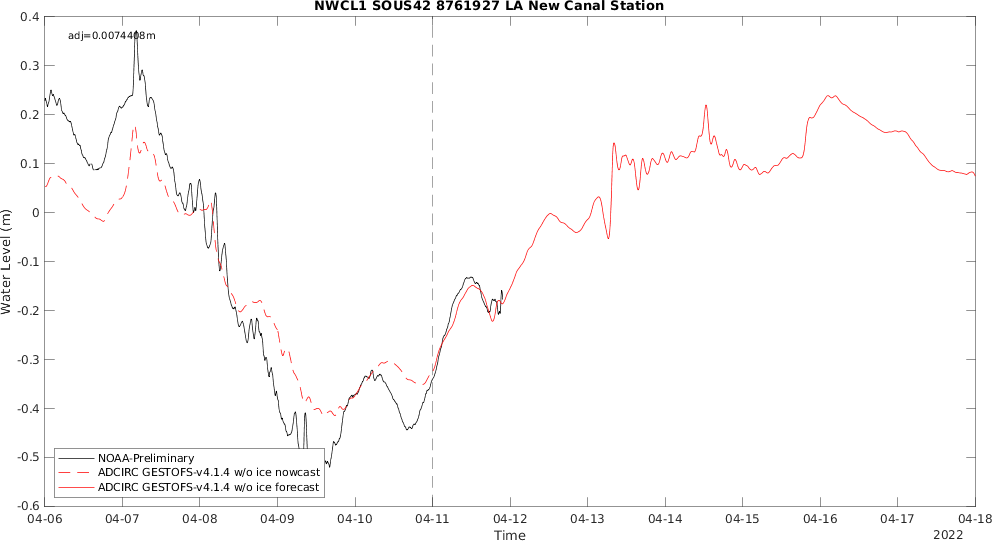 NWCL1 SOUS42 8761927 LA New Canal Station
adj=0.0074408m
0.4
0.3
0.2
0.1
0
-0.1
-0.2
-0.3
-0.4
-0.5
-0.6
Water Level (m)
NOAA-Preliminary
ADCIRC GESTOFS-v4.1.4 w/o ice nowcast
ADCIRC GESTOFS-v4.1.4 w/o ice forecast
04-06 04-07 04-08 04-09 04-10 04-11 04-12 04-13 04-14 04-15 04-16 04-17 04-18
Time
2022